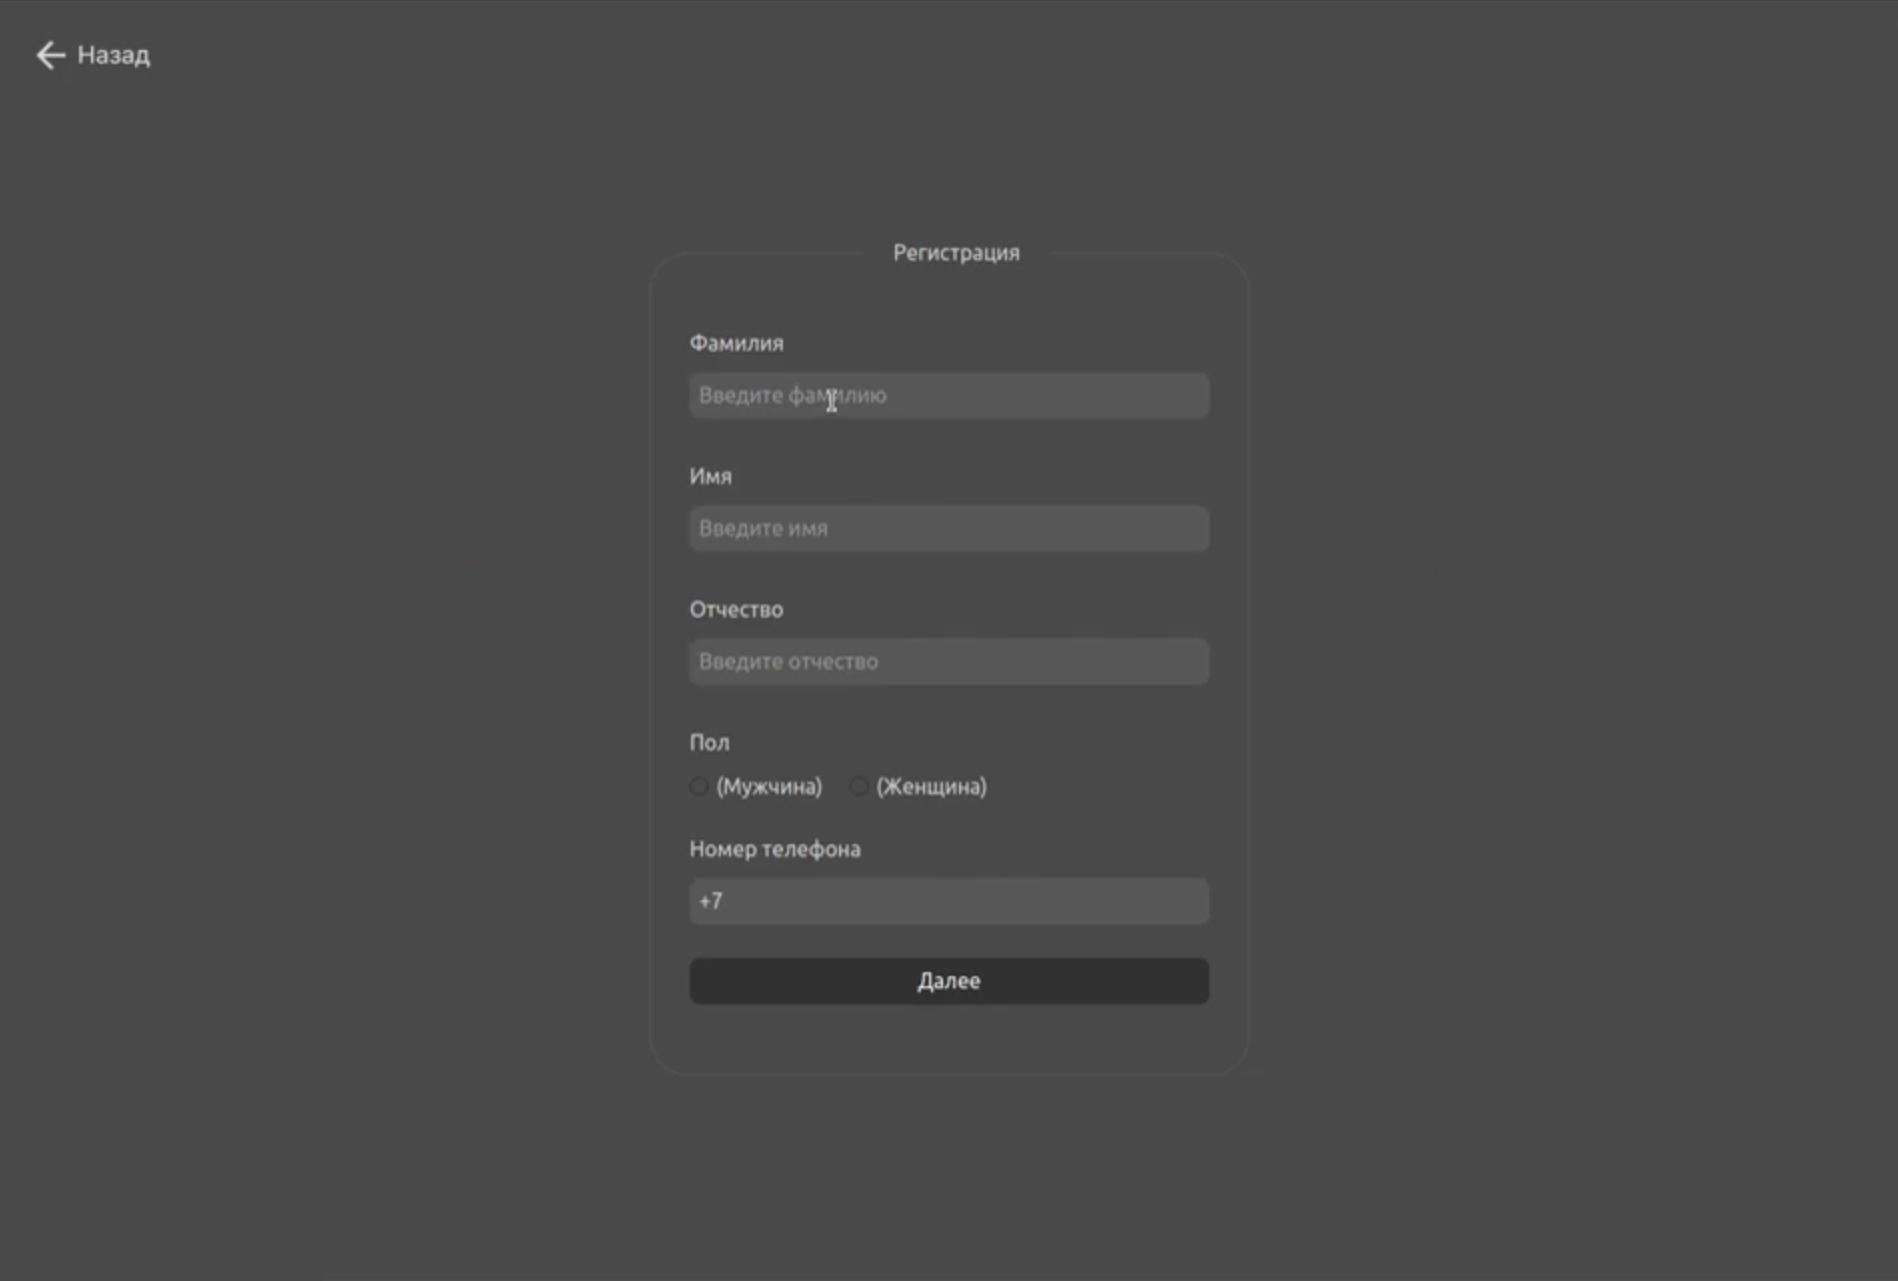 Назад
Регистрация
Фамилия
Введите фамилию
Имя
Введите имя
Отчество
Введите отчество
Пол
(Мужчина) (Женщина)
Номер телефона
+7
Далее